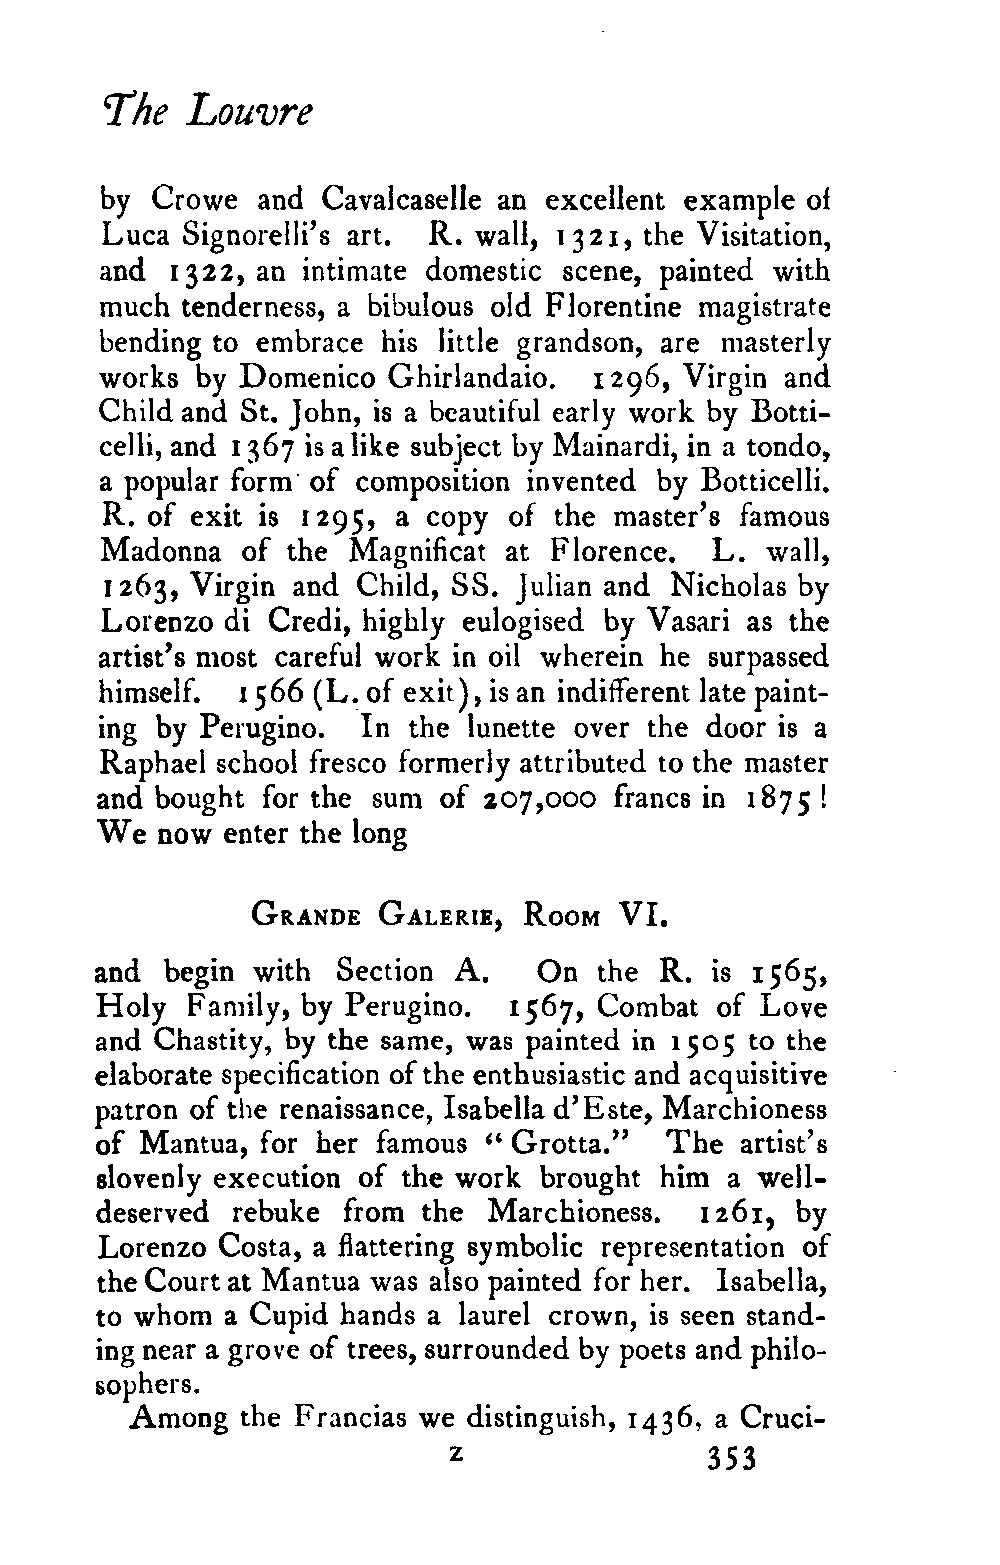 The Louvre
by Crowe and Cavalcaselle an excellent example of
Luca Signorelli's art. R. wall, 1321, the Visitation,
and 1322, an intimate domestic scene, painted with
much tenderness, a bibulous old Florentine magistrate
bending to embrace his little grandson, are masterly
works by Domenico Ghirlandaio. 1296, Virgin and
Child and St. John, is a beautiful early work by Botti-
celli, and 1367 is a like subject by Mainardi, in a tondo,
a popular form of composition invented by Botticelli.
R. of exit is 1295, a copy of the master's famous
Madonna of the Magnificat at Florence. L. wall,
1263, Virgin and Child, SS. Julian and Nicholas by
Lorenzo di Credi, highly eulogised by Vasari as the
artist's most careful work in oil wherein he surpassed
himself. 1566 (L. of exit), is an indifferent late paint-
ing by Perugino. In the lunette over the door is a
Raphael school fresco formerly attributed to the master
and bought for the sum of 207,000 francs in 1875!
We now enter the long
GRANDE GALERIE, ROOM VI.
and begin with Section A. On the R. is 1565,
Holy Family, by Perugino. 1567, Combat of Love
and Chastity, by the same, was painted in 1505 to the
elaborate specification of the enthusiastic and acquisitive
patron of the renaissance, Isabella d'Este, Marchioness
of Mantua, for her famous "Grotta." The artist's
slovenly execution of the work brought him a well-
deserved rebuke from the Marchioness. 1261, by
Lorenzo Costa, a flattering symbolic representation of
the Court at Mantua was also painted for her. Isabella,
to whom a Cupid hands a laurel crown, is seen stand-
ing near a grove of trees, surrounded by poets and philo-
sophers.
Among the Francias we distinguish, 1436, a Cruci-
z 353